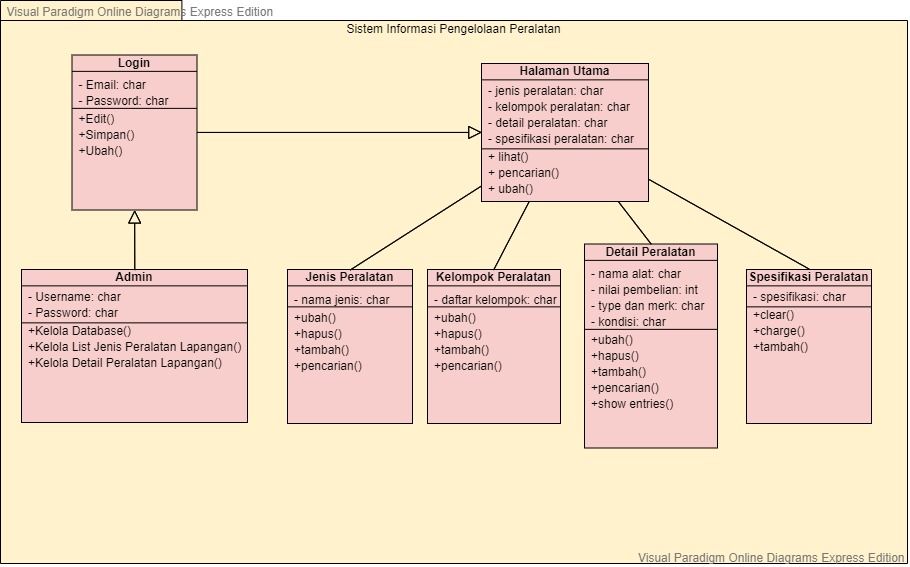 Visual Paradigm Online Diagrams Express Edition
Sistem Informasi Pengelolaan Peralatan
Login
- Email: char
- Password: char
+Edit()
+Simpan()
+Ubah()
Halaman Utama
- jenis peralatan: char
- kelompok peralatan: char
- detail peralatan: char
- spesifikasi peralatan: char
+ lihat()
+ pencarian()
+ ubah()
Admin
- Username: char
- Password: char
+Kelola Database()
+Kelola List Jenis Peralatan Lapangan()
+Kelola Detail Peralatan Lapangan()
Jenis Peralatan
- nama jenis: char
+ubah()
+hapus()
+tambah()
+pencarian()
Kelompok Peralatan
- daftar kelompok: char
+ubah()
+hapus()
+tambah()
+pencarian()
Detail Peralatan
- nama alat: char
- nilai pembelian: int
- type dan merk: char
- kondisi: char
+ubah()
+hapus()
+tambah()
+pencarian()
+show entries()
Spesifikasi Peralatan
- spesifikasi: char
+clear()
+charge()
+tambah()
Visual Paradigm Online Diagrams Express Edition